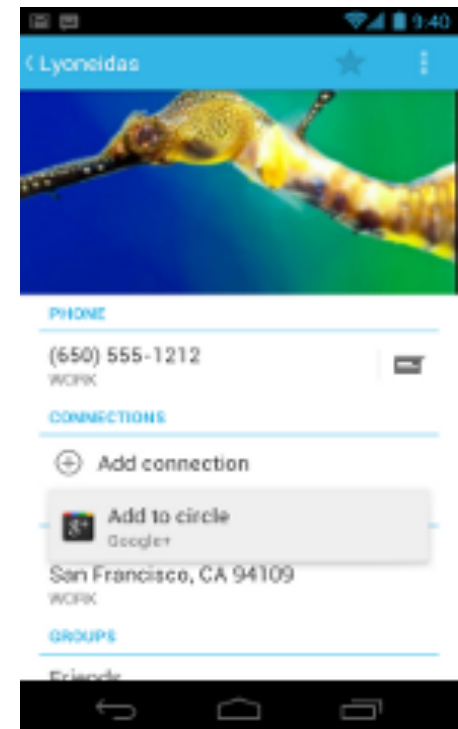 9:40
Lyoneidas
PHONE
(650) 555-1212
WORK
CONNECTIONS
Add connection
Add to circle
Google+
San Francisco, CA 94109
WORK
GROUPS
Friends